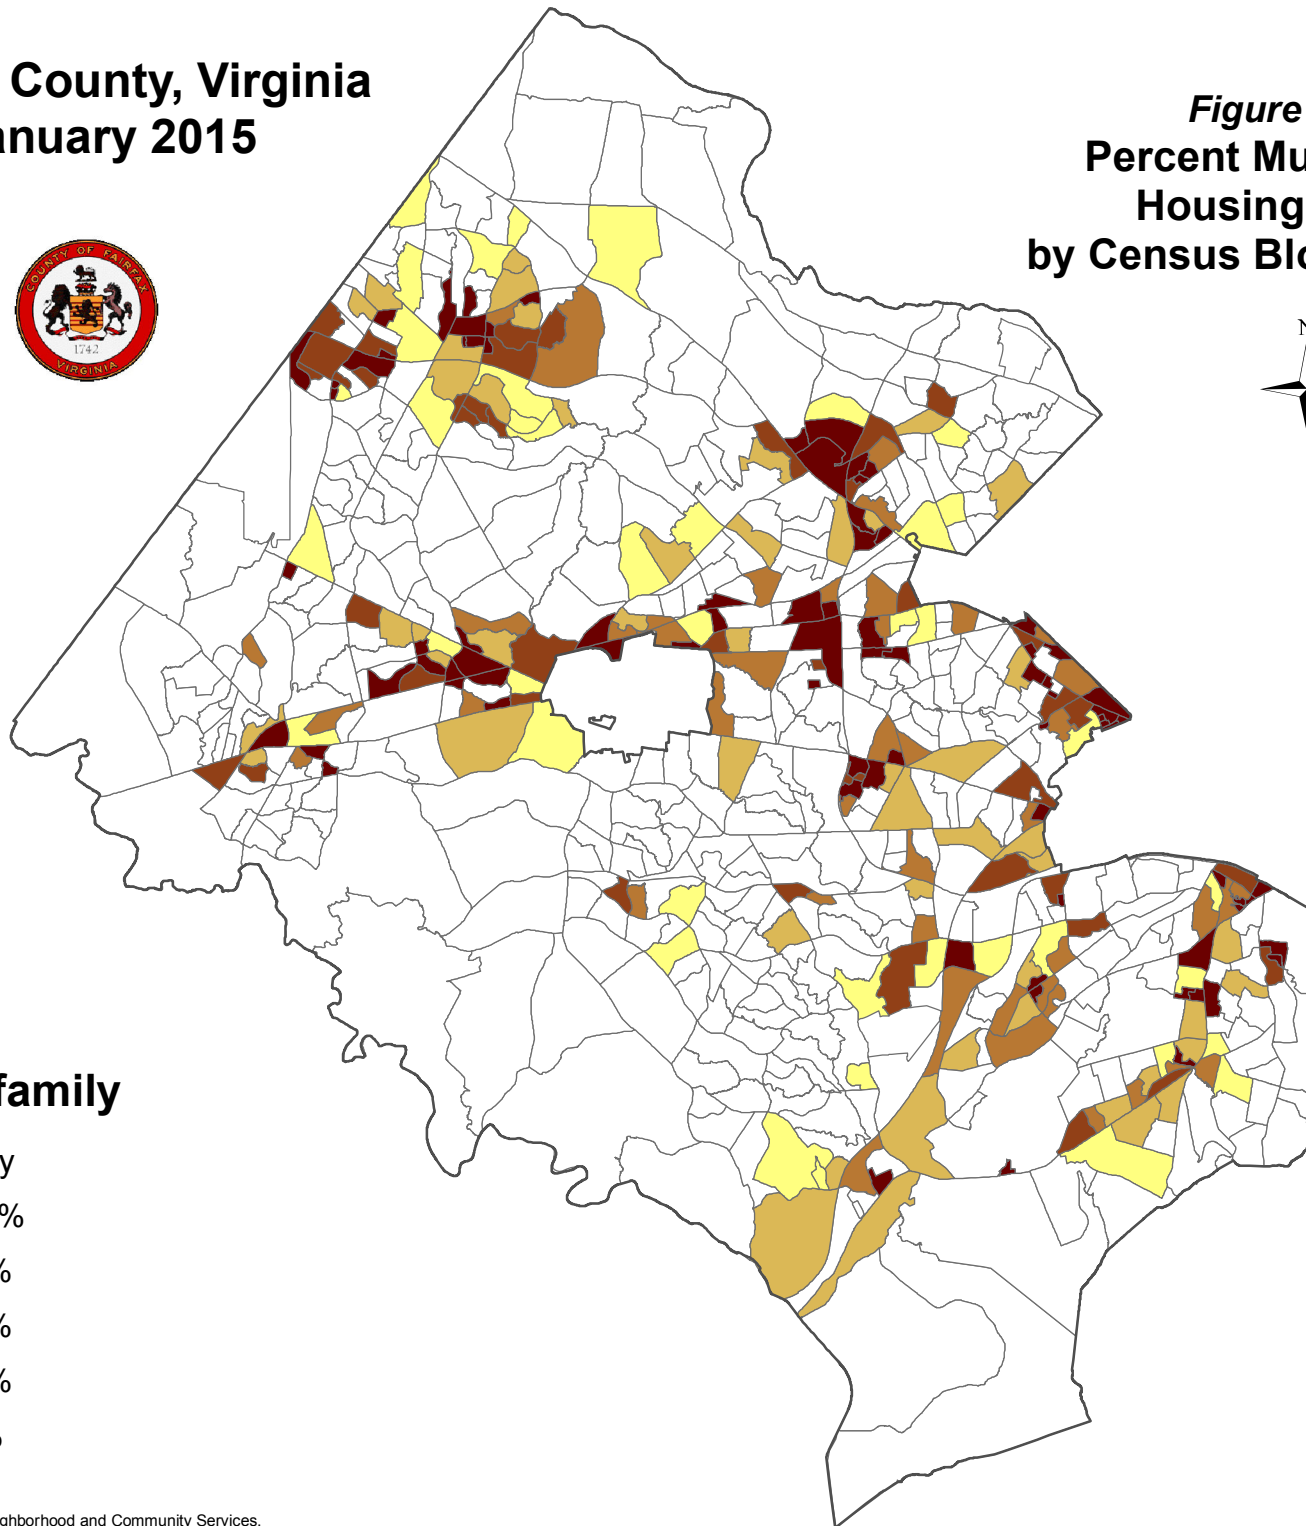 County, Virginia
anuary 2015
Figure
Percent Mu
Housing
by Census Blo
N
COUNTY OF FAIRFAX
1742
VIRGINIA
family
y
%
%
%
%
ghborhood and Community Services.